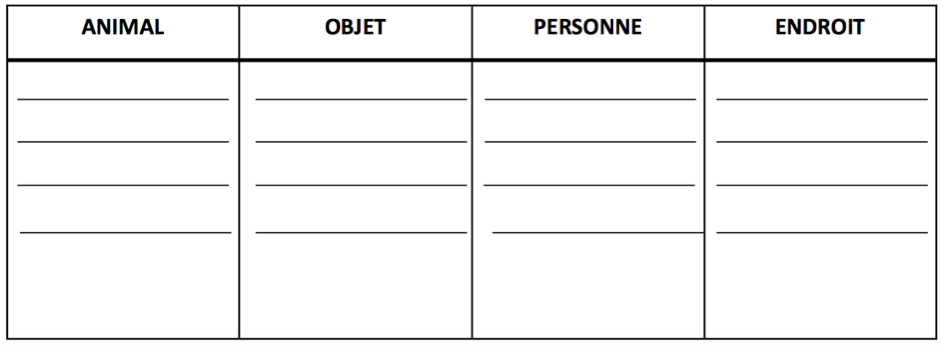 ANIMAL OBJET PERSONNE ENDROIT